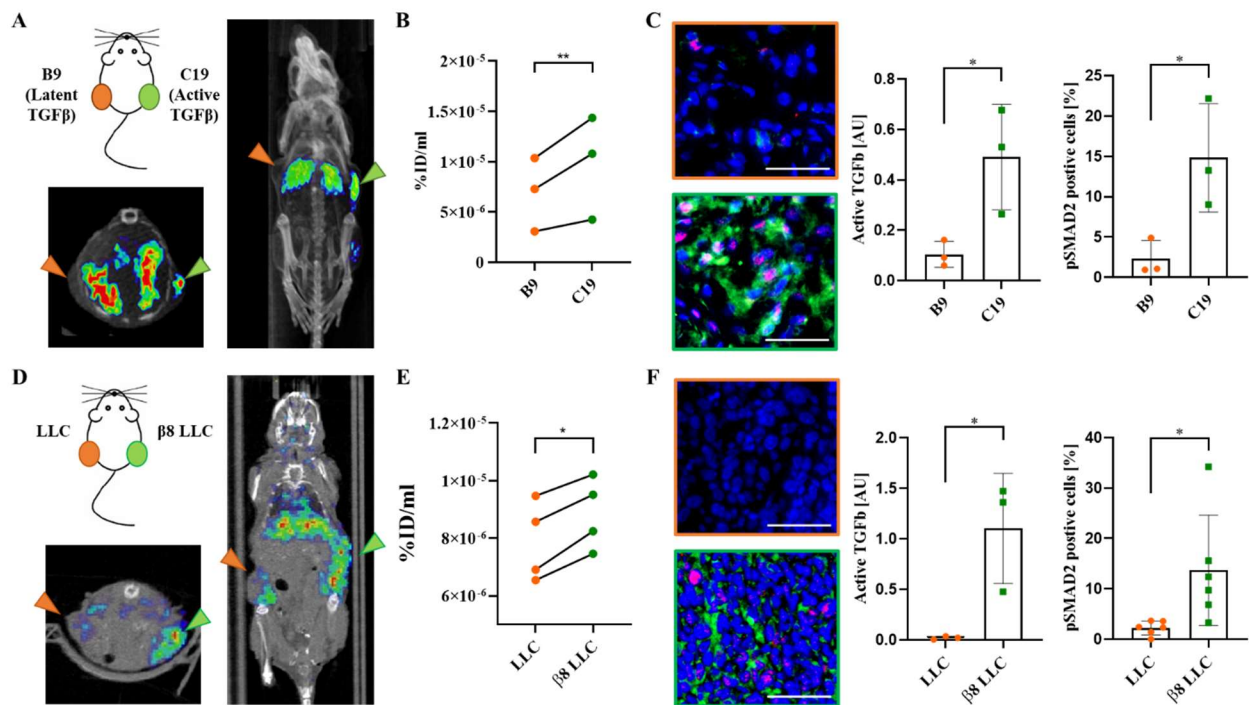 A
B9
(Latent
TGFβ)
C19
(Active
TGFβ)
B
**
2×10⁻⁵
1.5×10⁻⁵
1×10⁻⁵
5×10⁻⁶
0
%ID/ml
B9
C19
C
*
0.8
0.6
0.4
0.2
0.0
Active TGFb [AU]
B9
C19
*
25
20
15
10
5
0
pSMAD2 postive cells [%]
B9
C19
D
LLC
β8 LLC
E
*
1.2×10⁻⁵
1×10⁻⁵
8×10⁻⁶
6×10⁻⁶
%ID/ml
LLC
β8 LLC
F
*
2.0
1.5
1.0
0.5
0.0
Active TGFb [AU]
LLC
β8 LLC
*
40
30
20
10
0
pSMAD2 postive cells [%]
LLC
β8 LLC